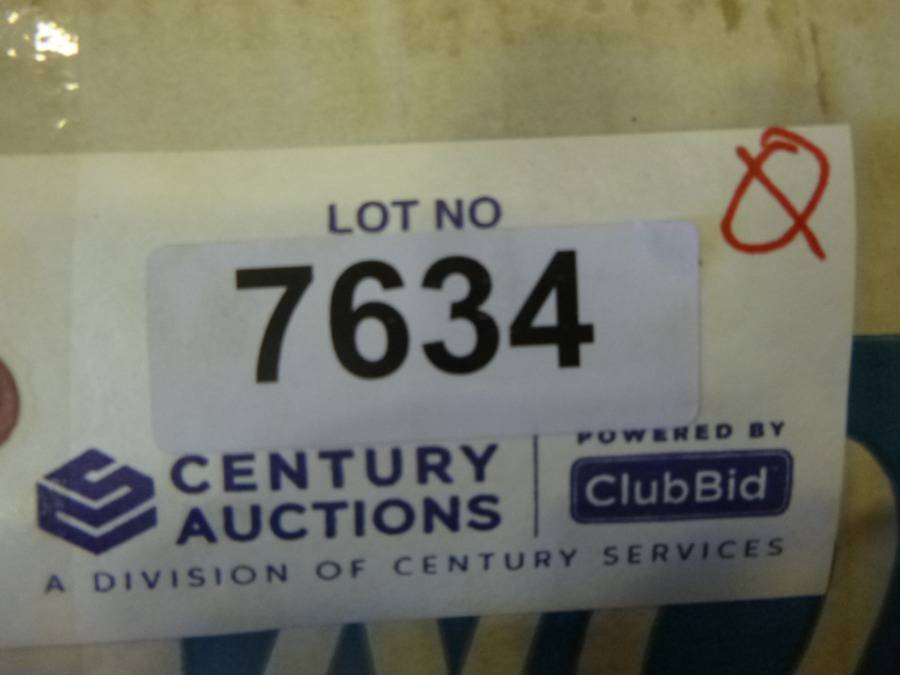 LOT NO
7634
CENTURY
AUCTIONS
POWERED BY
ClubBid
A DIVISION OF CENTURY SERVICES